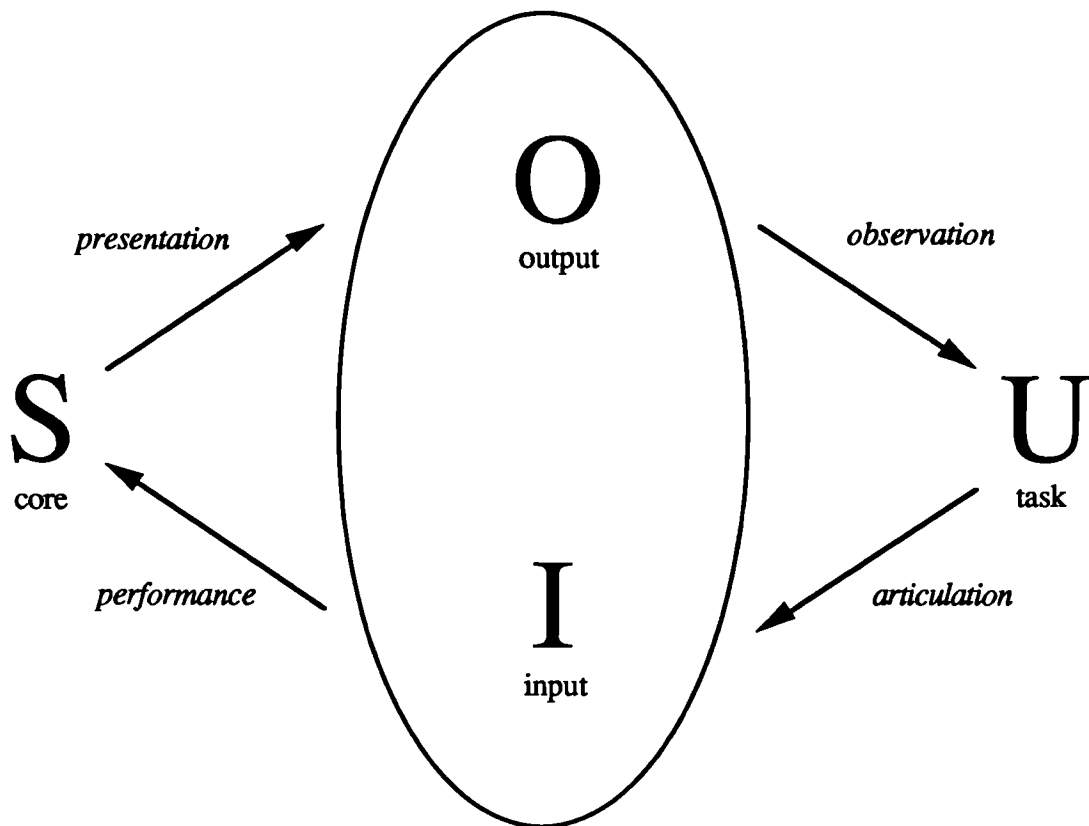 O
output
presentation
observation
S
core
U
task
performance
articulation
I
input